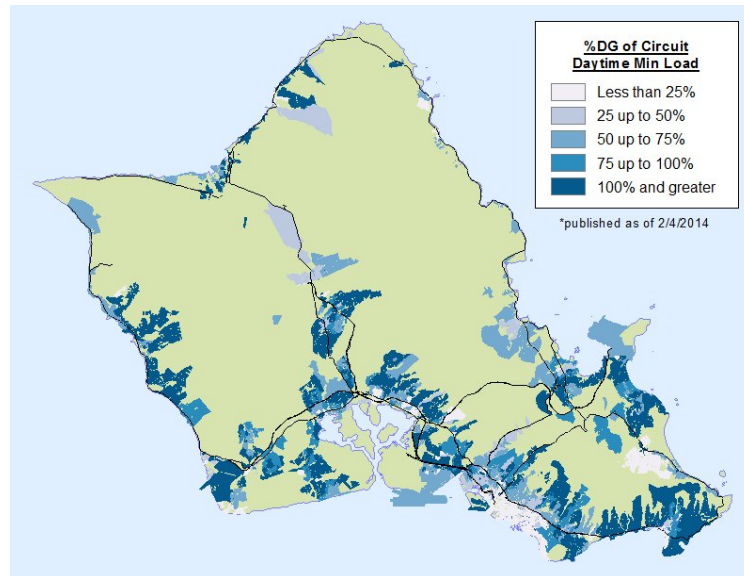 %DG of Circuit
Daytime Min Load
Less than 25%
25 up to 50%
50 up to 75%
75 up to 100%
100% and greater
*published as of 2/4/2014